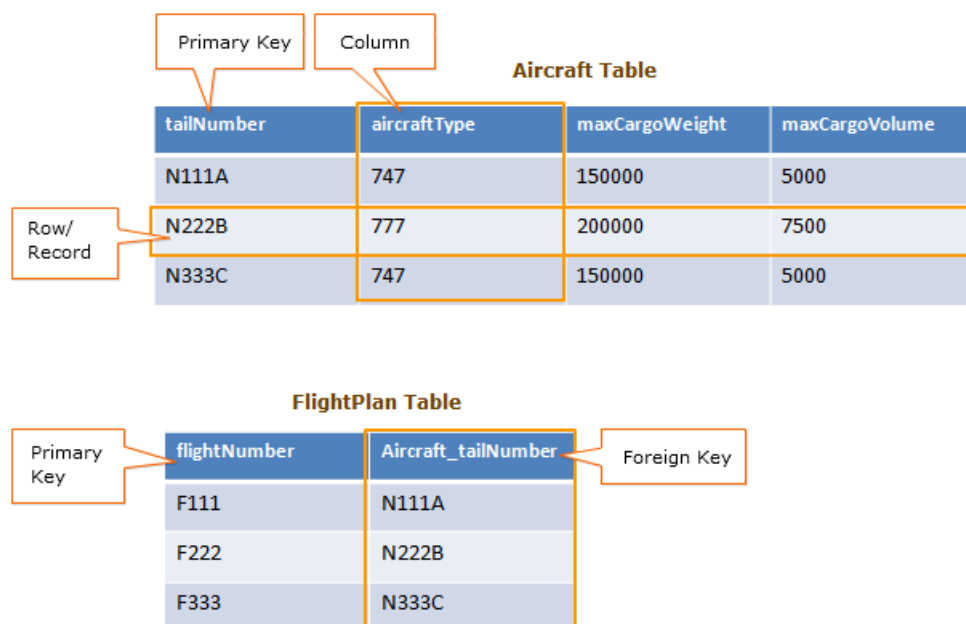 Primary Key
Column
Aircraft Table
tailNumber aircraftType maxCargoWeight maxCargoVolume
N111A 747 150000 5000
Row/
Record
N222B 777 200000 7500
N333C 747 150000 5000
FlightPlan Table
Primary
Key
flightNumber Aircraft_tailNumber
Foreign Key
F111 N111A
F222 N222B
F333 N333C